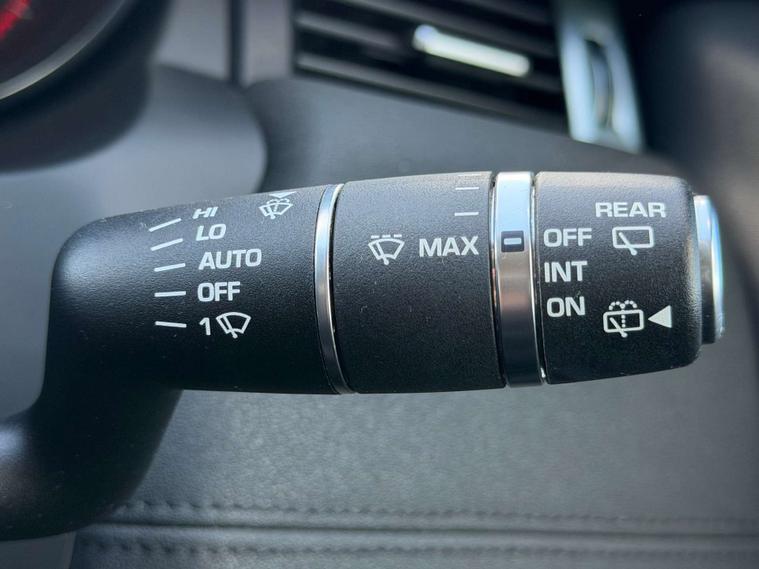 HI
LO
AUTO
OFF
1
MAX
REAR
OFF
INT
ON